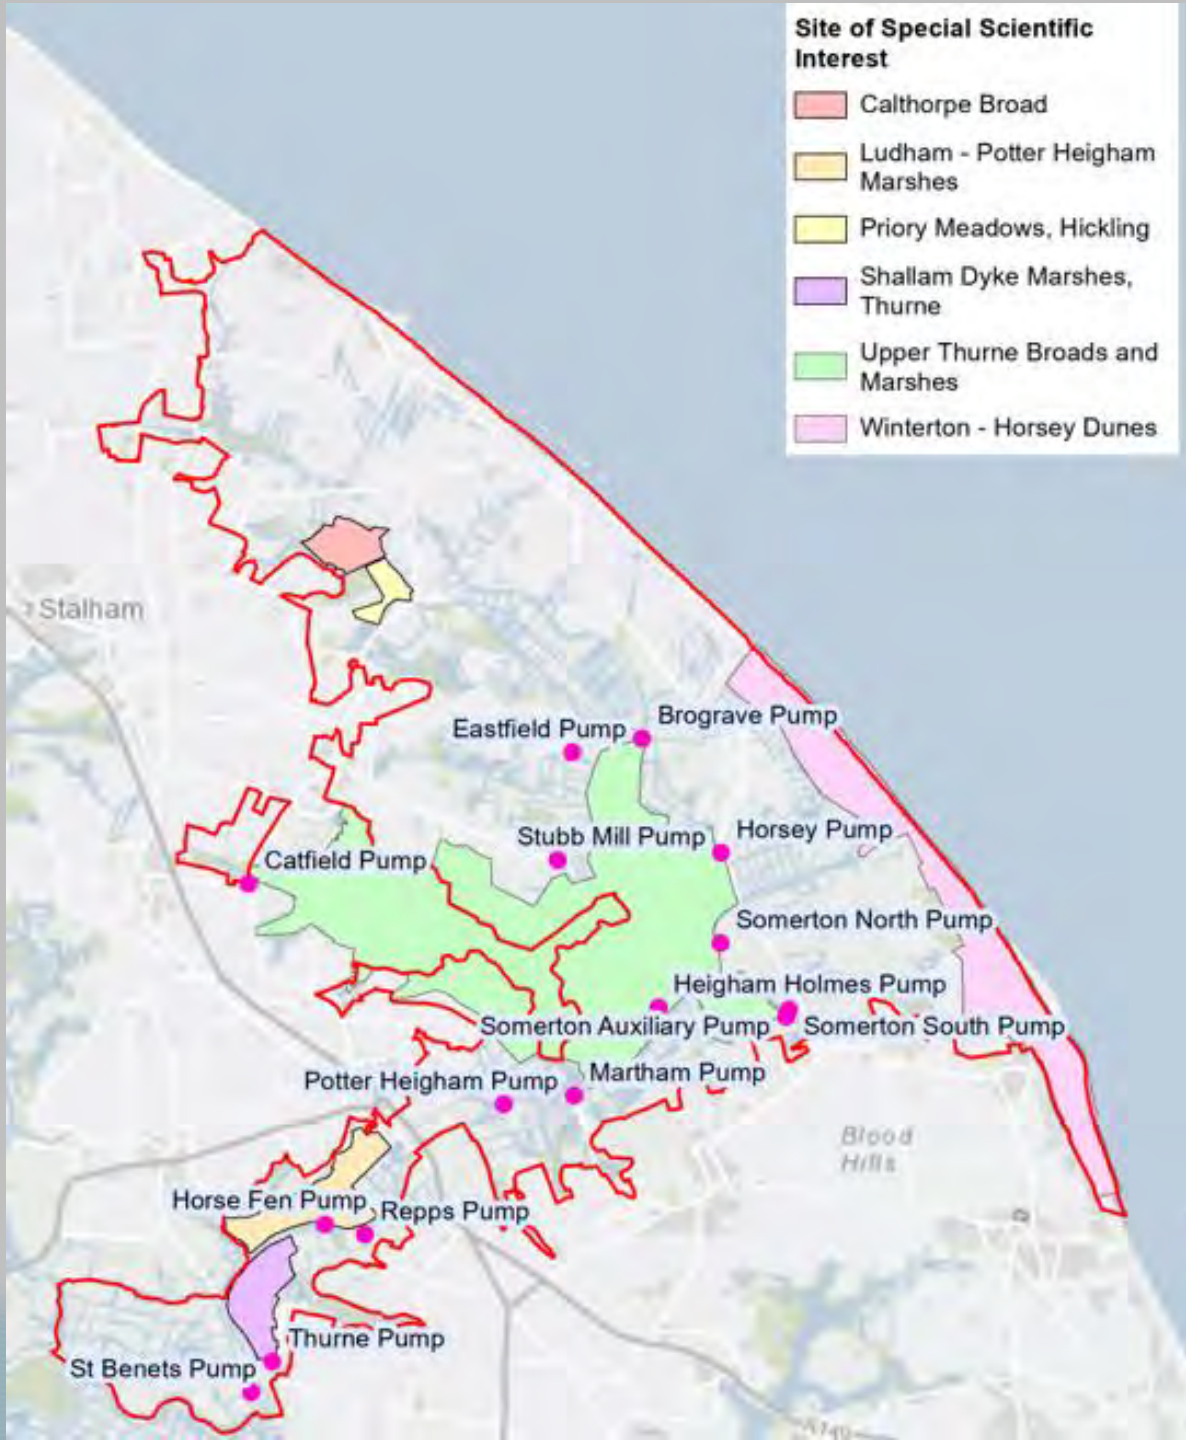 Site of Special Scientific
Interest
Calthorpe Broad
Ludham - Potter Heigham
Marshes
Priory Meadows, Hickling
Shallam Dyke Marshes,
Thurne
Upper Thurne Broads and
Marshes
Winterton - Horsey Dunes
Stalham
Brograve Pump
Eastfield Pump
Horsey Pump
Stubb Mill Pump
Catfield Pump
Somerton North Pump
Heigham Holmes Pump
Somerton Auxiliary Pump
Somerton South Pump
Martham Pump
Potter Heigham Pump
Blood
Hills
Horse Fen Pump
Repps Pump
Thurne Pump
St Benets Pump
A149